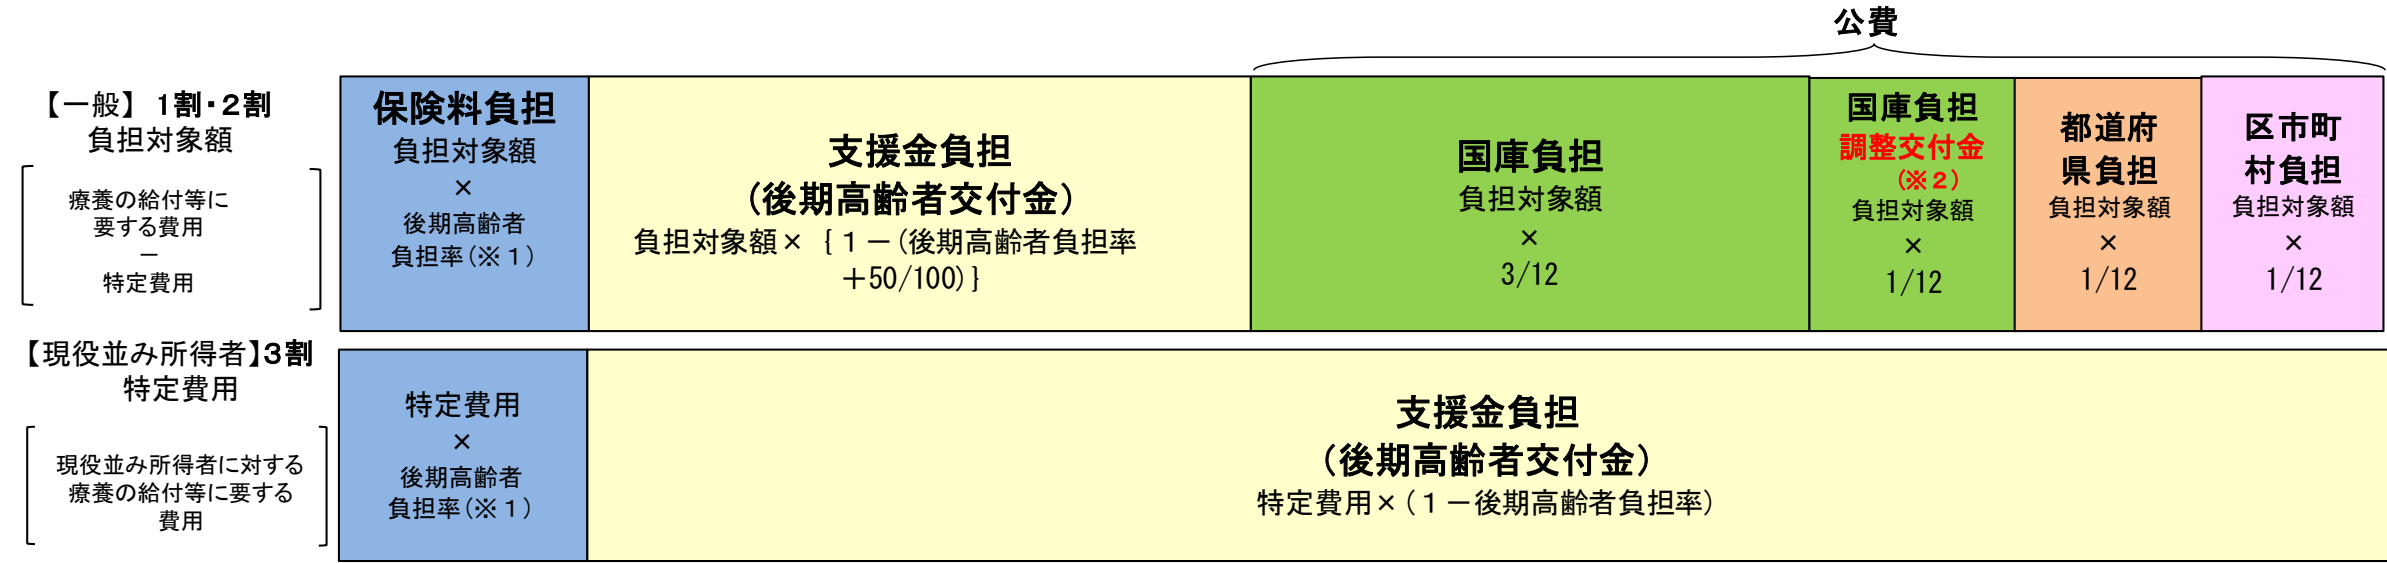 公費
【一般】 1割・2割
負担対象額
療養の給付等に
要する費用
－
特定費用
保険料負担
負担対象額
×
後期高齢者
負担率(※１)
支援金負担
(後期高齢者交付金)
負担対象額×｛１－(後期高齢者負担率
＋50/100)｝
国庫負担
負担対象額
×
3/12
国庫負担
調整交付金
(※２)
負担対象額
×
1/12
都道府
県負担
負担対象額
×
1/12
区市町
村負担
負担対象額
×
1/12
【現役並み所得者】3割
特定費用
現役並み所得者に対する
療養の給付等に要する
費用
特定費用
×
後期高齢者
負担率(※１)
支援金負担
(後期高齢者交付金)
特定費用×(１－後期高齢者負担率)